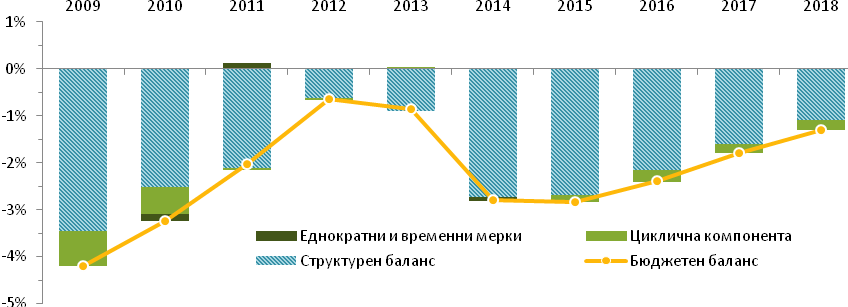 2009 2010 2011 2012 2013 2014 2015 2016 2017 2018
1%
0%
-1%
-2%
-3%
-4%
-5%
Еднократни и временни мерки Циклична компонента
Структурен баланс Бюджетен баланс